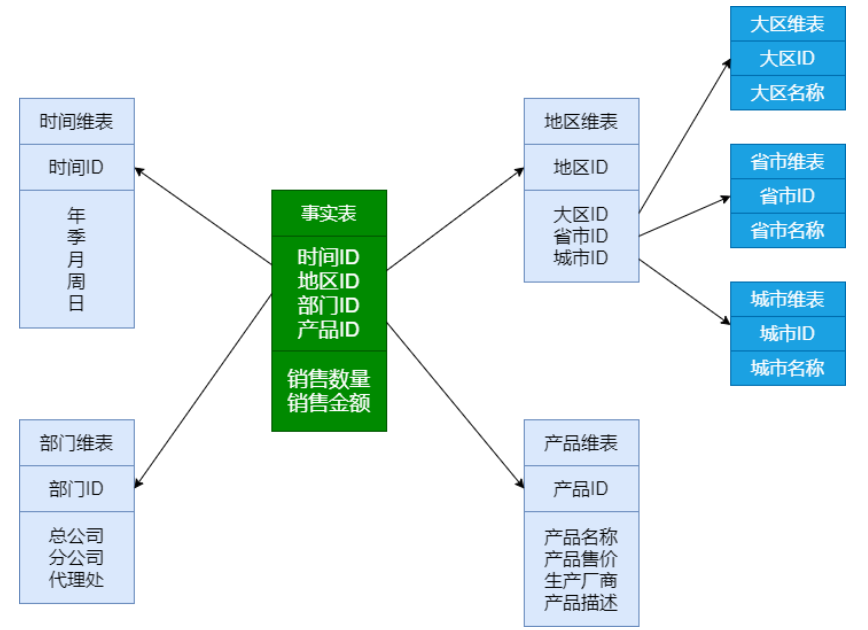 大区维表
大区ID
大区名称
时间维表
时间ID
年
季
月
周
日
事实表
时间ID
地区ID
部门ID
产品ID
销售数量
销售金额
地区维表
地区ID
大区ID
省市ID
城市ID
省市维表
省市ID
省市名称
城市维表
城市ID
城市名称
部门维表
部门ID
总公司
分公司
代理处
产品维表
产品ID
产品名称
产品售价
生产厂商
产品描述